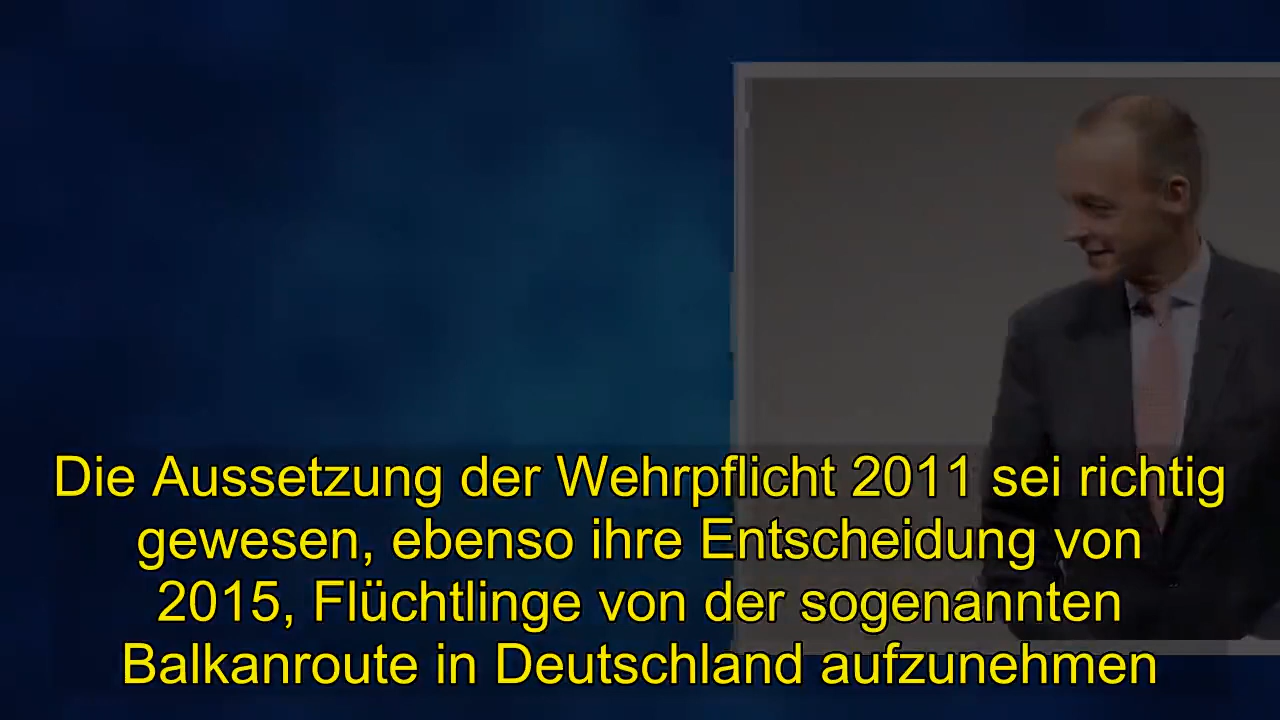 Die Aussetzung der Wehrpflicht 2011 sei richtig
gewesen, ebenso ihre Entscheidung von
2015, Flüchtlinge von der sogenannten
Balkanroute in Deutschland aufzunehmen